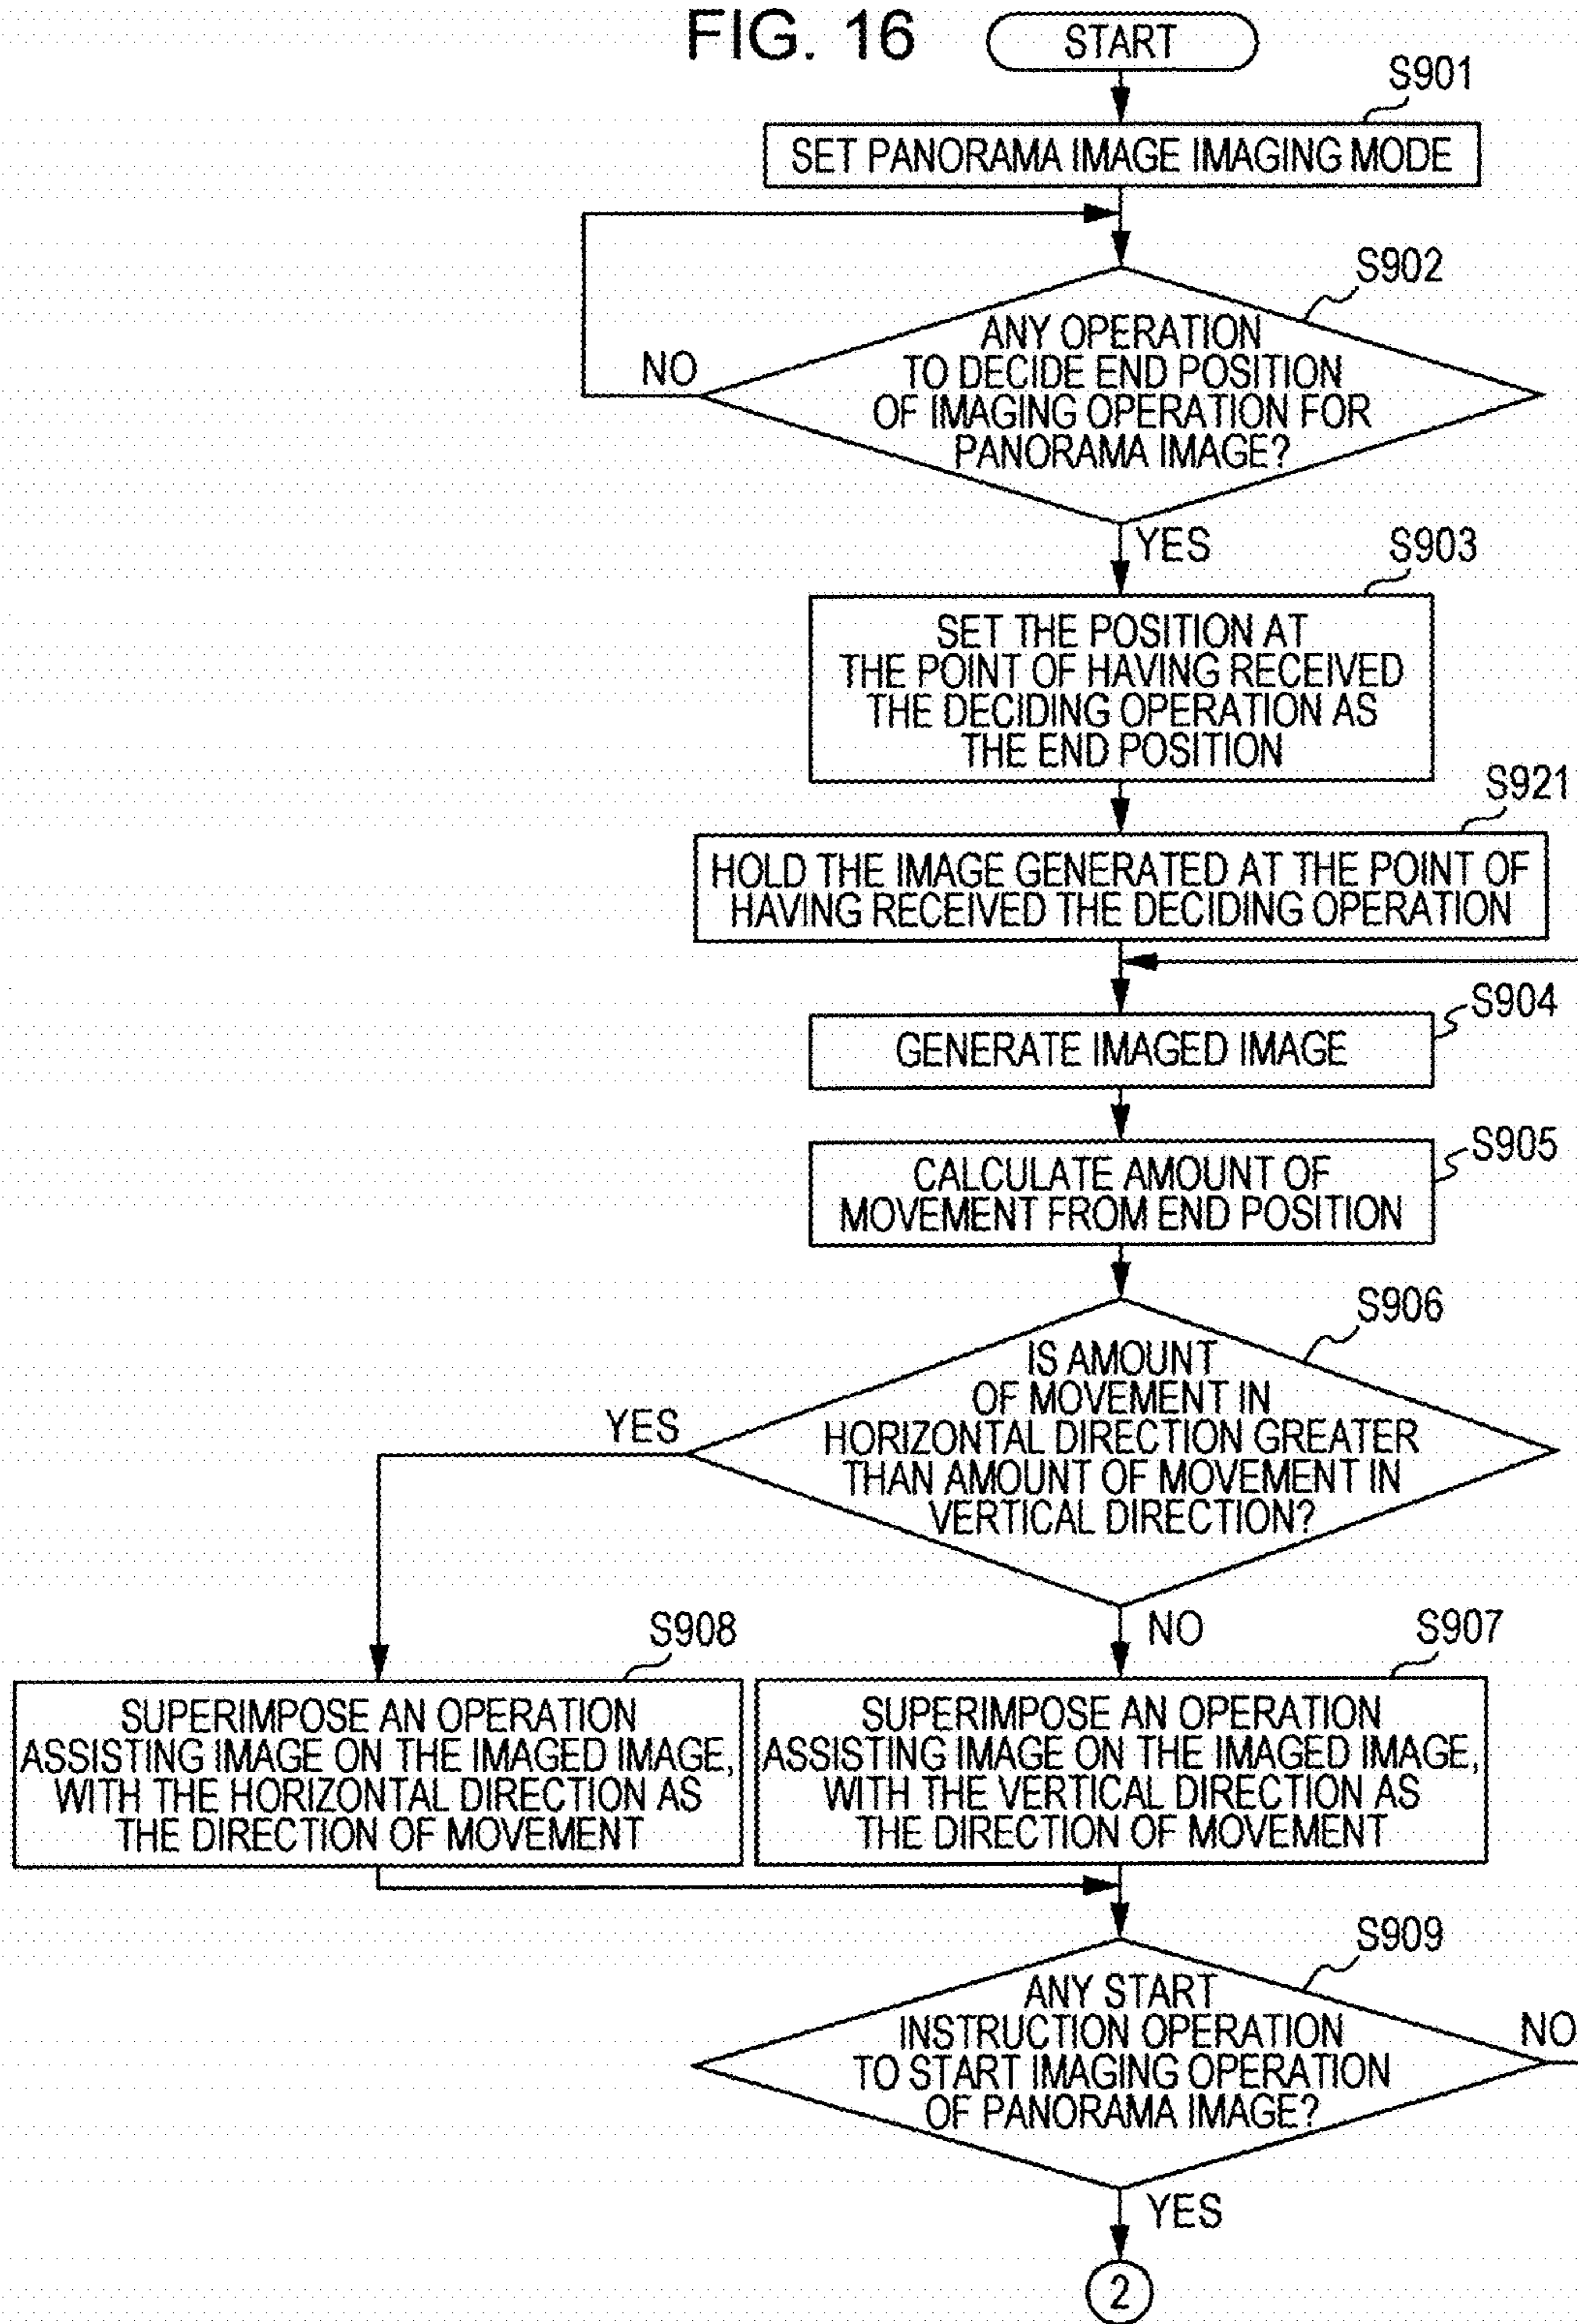 FIG. 16
START
S901
SET PANORAMA IMAGE IMAGING MODE
S902
ANY OPERATION
TO DECIDE END POSITION
OF IMAGING OPERATION FOR
PANORAMA IMAGE?
NO
YES
S903
SET THE POSITION AT
THE POINT OF HAVING RECEIVED
THE DECIDING OPERATION AS
THE END POSITION
S921
HOLD THE IMAGE GENERATED AT THE POINT OF
HAVING RECEIVED THE DECIDING OPERATION
S904
GENERATE IMAGED IMAGE
S905
CALCULATE AMOUNT OF
MOVEMENT FROM END POSITION
S906
IS AMOUNT
OF MOVEMENT IN
HORIZONTAL DIRECTION GREATER
THAN AMOUNT OF MOVEMENT IN
VERTICAL DIRECTION?
YES
NO
S908
SUPERIMPOSE AN OPERATION
ASSISTING IMAGE ON THE IMAGED IMAGE,
WITH THE HORIZONTAL DIRECTION AS
THE DIRECTION OF MOVEMENT
S907
SUPERIMPOSE AN OPERATION
ASSISTING IMAGE ON THE IMAGED IMAGE,
WITH THE VERTICAL DIRECTION AS
THE DIRECTION OF MOVEMENT
S909
ANY START
INSTRUCTION OPERATION
TO START IMAGING OPERATION
OF PANORAMA IMAGE?
NO
YES
2